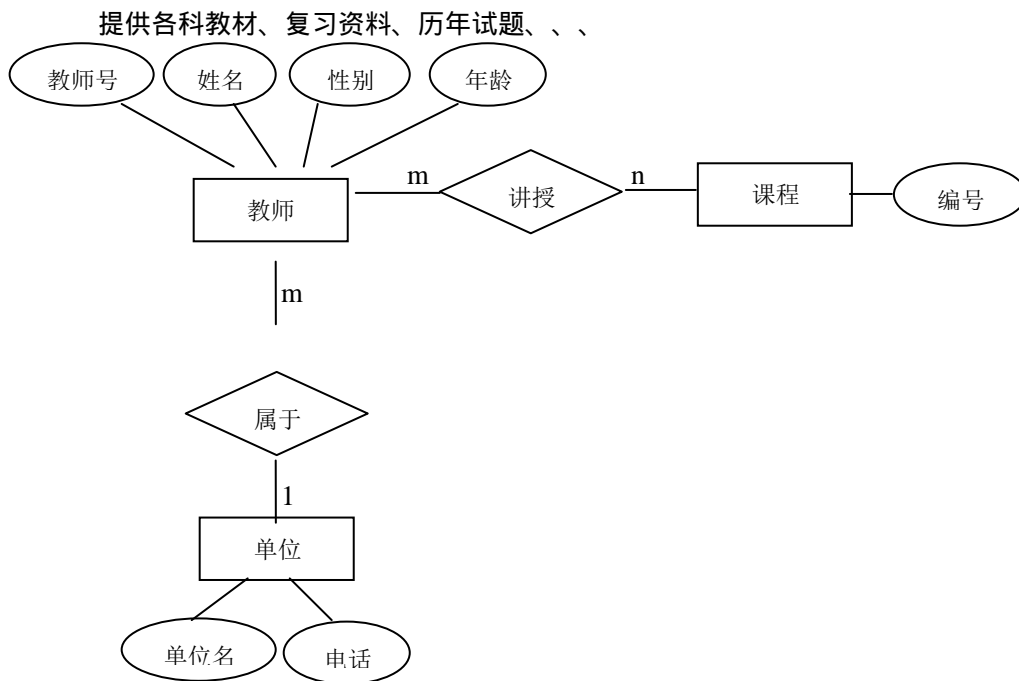 提供各科教材、复习资料、历年试题、、、
教师号 姓名 性别 年龄
教师 m 讲授 n 课程 编号
m
属于
1
单位
单位名 电话